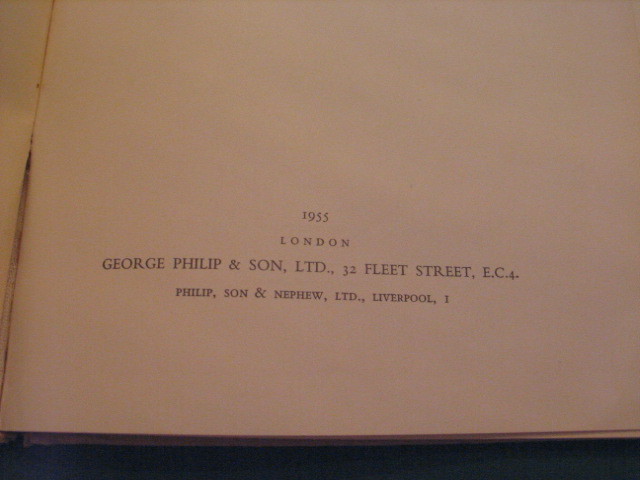 1955
LONDON
GEORGE PHILIP & SON, LTD., 32 FLEET STREET, E.C.4.
PHILIP, SON & NEPHEW, LTD., LIVERPOOL, 1